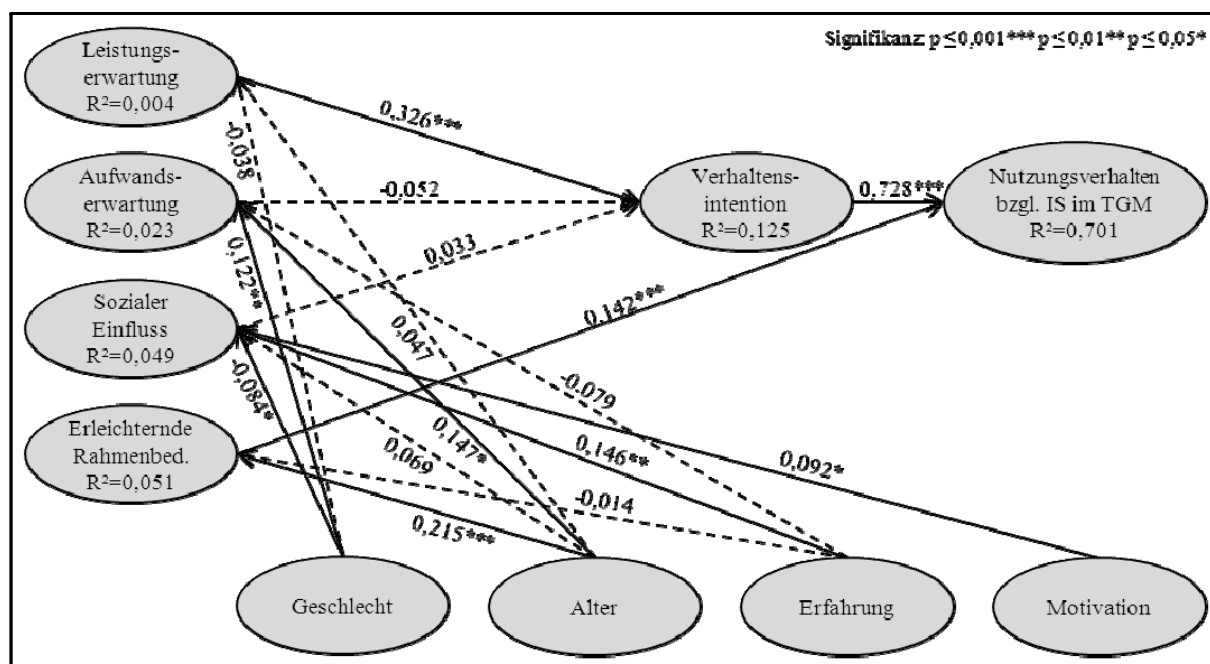 Signifikanz: p ≤0,001*** p ≤0,01** p ≤0,05*
Leistungs-
erwartung
R²=0,004
0,326***
-0,038
Aufwands-
erwartung
R²=0,023
-0,052
Verhaltens-
intention
R²=0,125
0,728***
Nutzungsverhalten
bzgl. IS im TGM
R²=0,701
0,033
0,122**
Sozialer
Einfluss
R²=0,049
0,142***
0,047
-0,079
-0,084*
Erleichternde
Rahmenbed.
R²=0,051
0,069
0,147*
0,146**
0,092*
-0,014
0,215***
Geschlecht
Alter
Erfahrung
Motivation